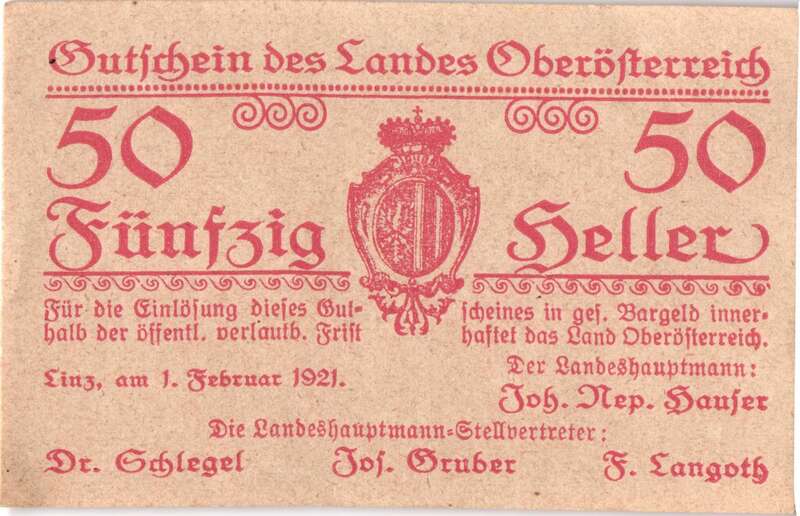 Gutschein des Landes Oberösterreich
50 50
Fünfzig Heller
Für die Einlösung dieses Gut-
halb der öffentl. verlautb. Frist
scheines in ges. Bargeld inner-
haftet das Land Oberösterreich.
Linz, am 1. Februar 1921.
Der Landeshauptmann:
Joh. Nep. Hauser
Die Landeshauptmann-Stellvertreter:
Dr. Schlegel Jos. Gruber F. Langoth